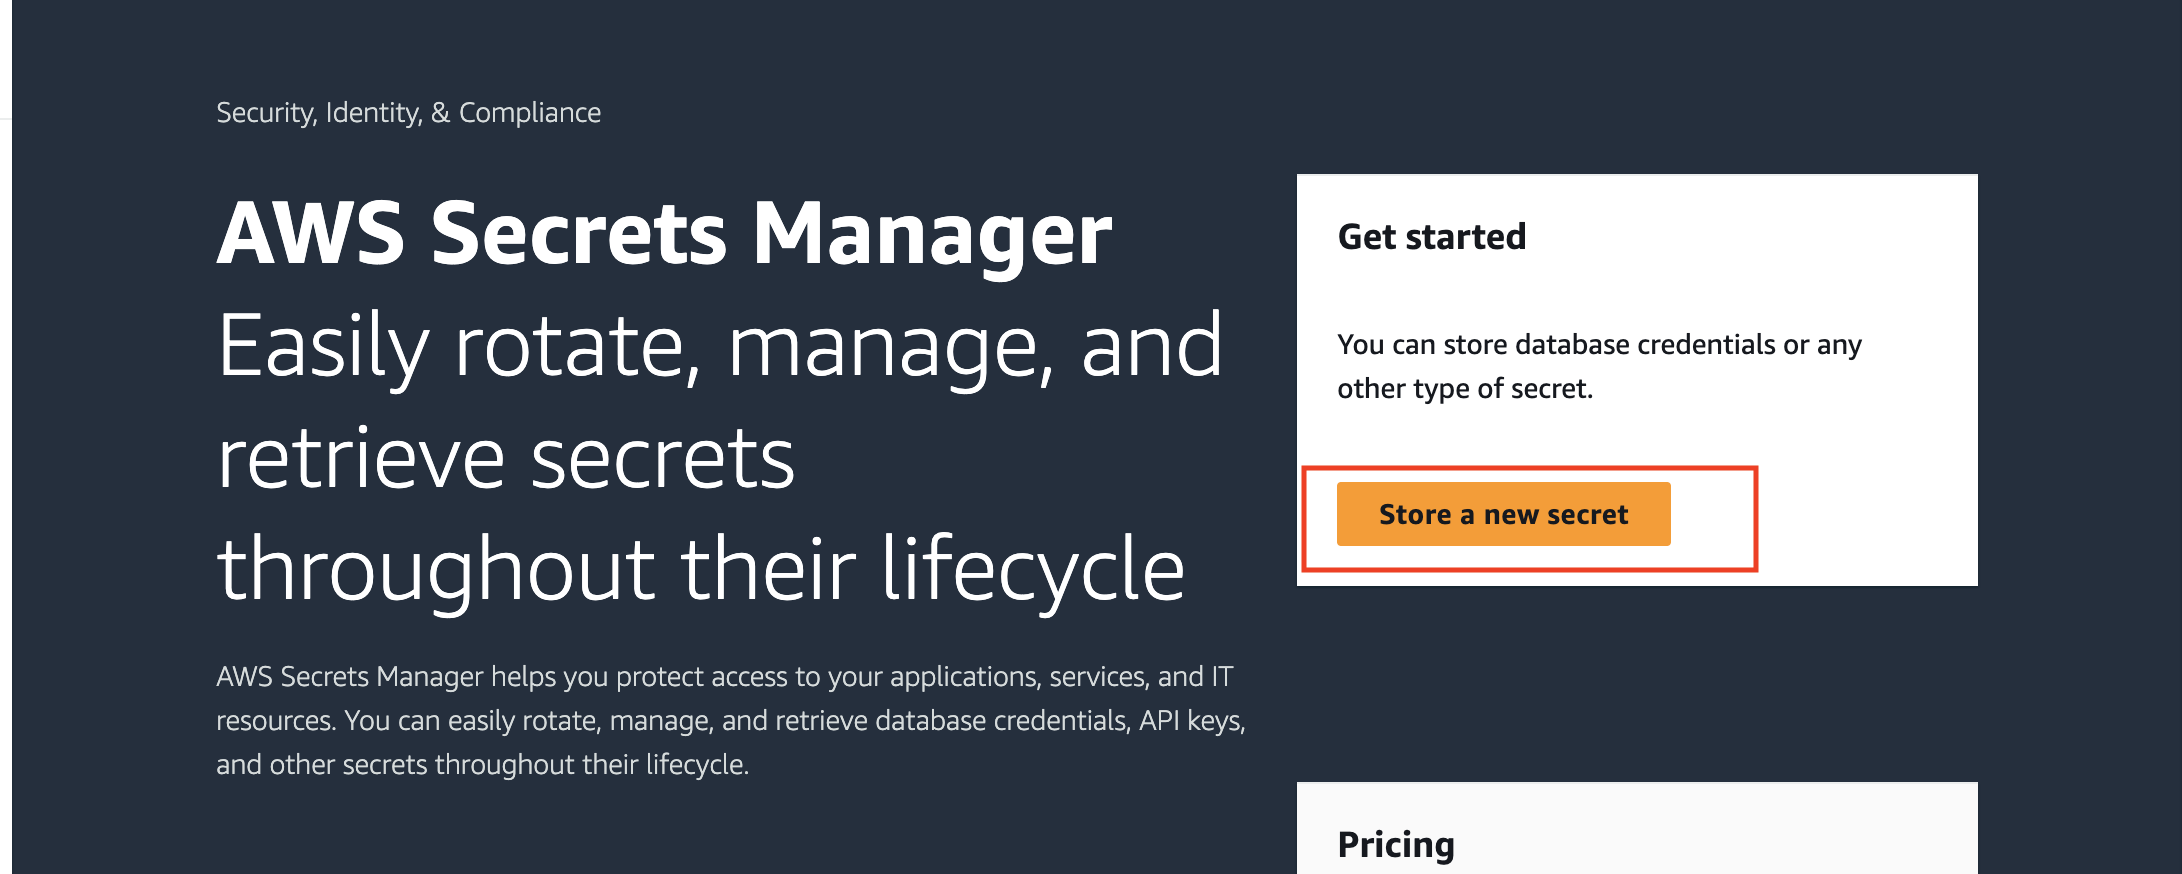 Security, Identity, & Compliance
AWS Secrets Manager
Easily rotate, manage, and
retrieve secrets
throughout their lifecycle
AWS Secrets Manager helps you protect access to your applications, services, and IT
resources. You can easily rotate, manage, and retrieve database credentials, API keys,
and other secrets throughout their lifecycle.
Get started
You can store database credentials or any
other type of secret.
Store a new secret
Pricing